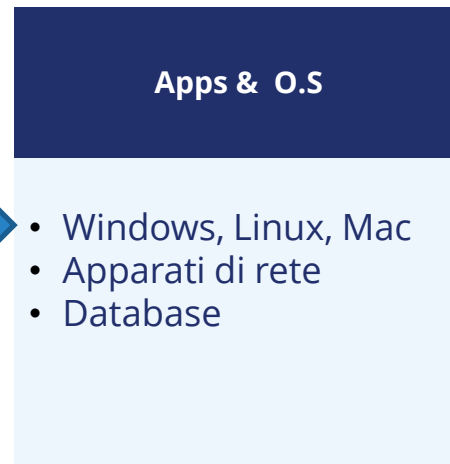 Apps & O.S
• Windows, Linux, Mac
• Apparati di rete
• Database